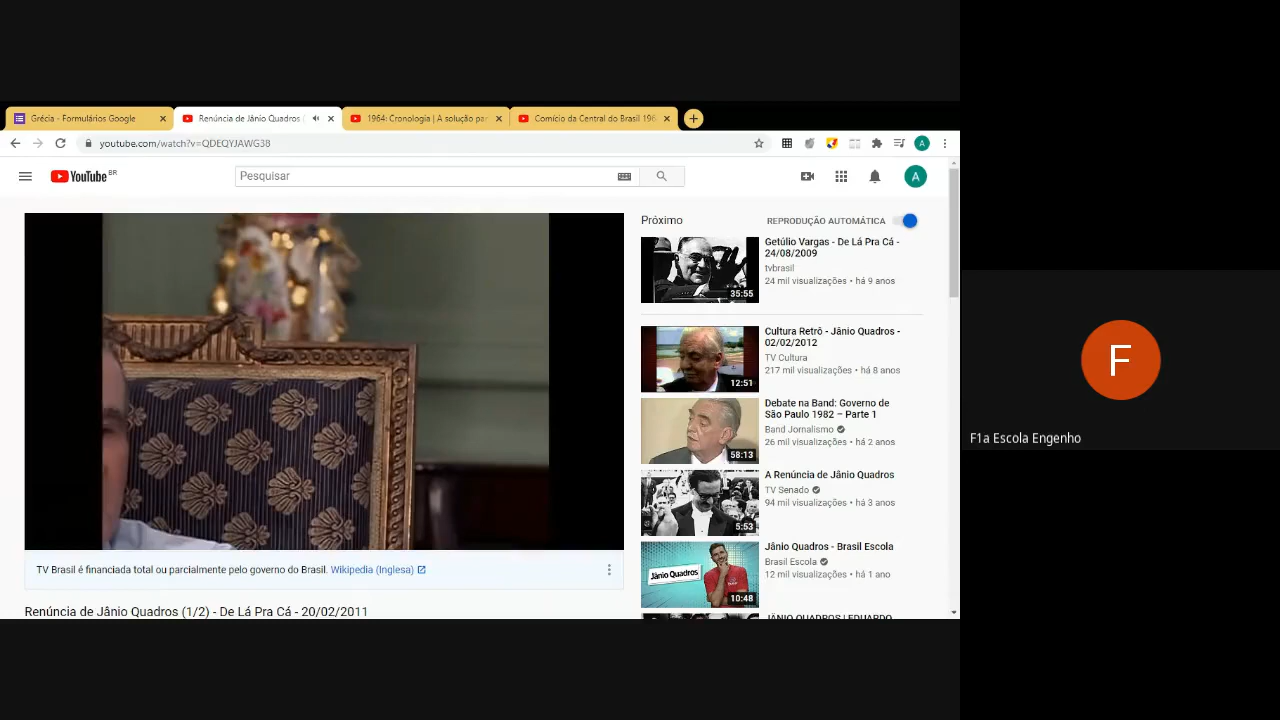 Grécia - Formulários Google
Renúncia de Jânio Quadros (
1964: Cronologia | A solução par
Comício da Central do Brasil 196
youtube.com/watch?v=QDEQYJAWG38
A
YouTube BR
Pesquisar
A
Próximo
REPRODUÇÃO AUTOMÁTICA
35:55
Getúlio Vargas - De Lá Pra Cá -
24/08/2009
tvbrasil
24 mil visualizações • há 9 anos
12:51
Cultura Retrô - Jânio Quadros -
02/02/2012
TV Cultura
217 mil visualizações • há 8 anos
58:13
Debate na Band: Governo de
São Paulo 1982 – Parte 1
Band Jornalismo
26 mil visualizações • há 2 anos
5:53
A Renúncia de Jânio Quadros
TV Senado
94 mil visualizações • há 3 anos
Jânio Quadros
10:48
Jânio Quadros - Brasil Escola
Brasil Escola
12 mil visualizações • há 1 ano
JÂNIO QUADROS | EDUARDO
TV Brasil é financiada total ou parcialmente pelo governo do Brasil. Wikipedia (Inglesa)
Renúncia de Jânio Quadros (1/2) - De Lá Pra Cá - 20/02/2011
F
F1a Escola Engenho